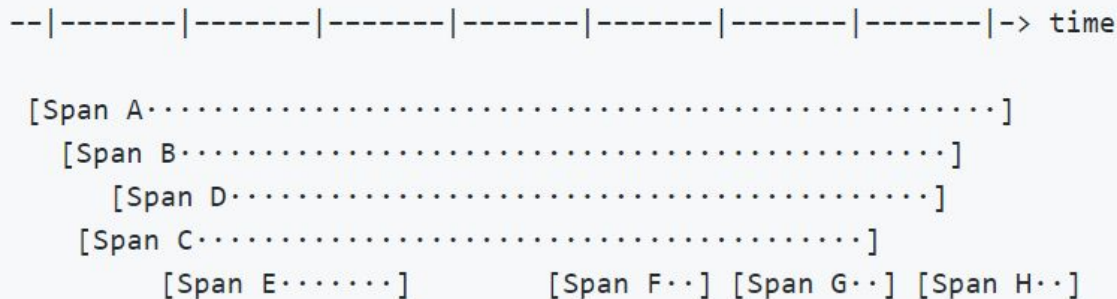 --|-------|-------|-------|-------|-------|-------|-------|-> time
[Span A···················································]
[Span B··············································]
[Span D··········································]
[Span C········································]
[Span E·······] [Span F··] [Span G··] [Span H··]